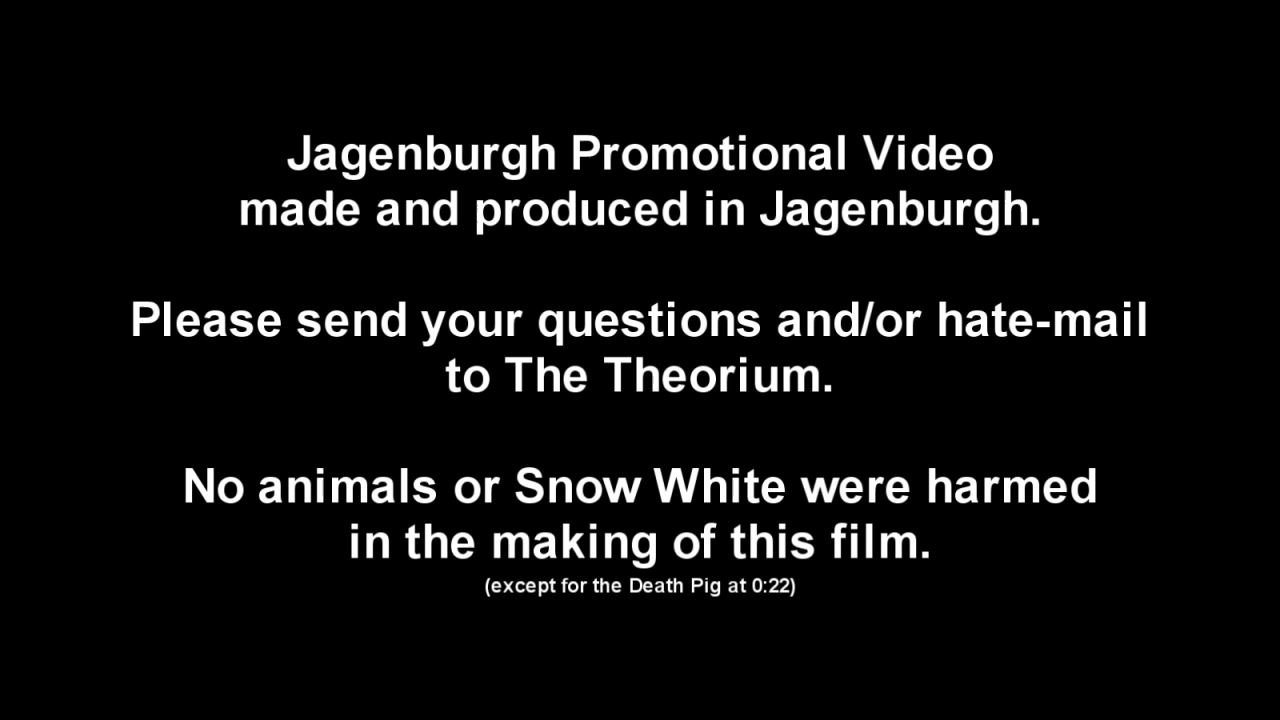 Jagenburgh Promotional Video
made and produced in Jagenburgh.
Please send your questions and/or hate-mail
to The Theorium.
No animals or Snow White were harmed
in the making of this film.
(except for the Death Pig at 0:22)